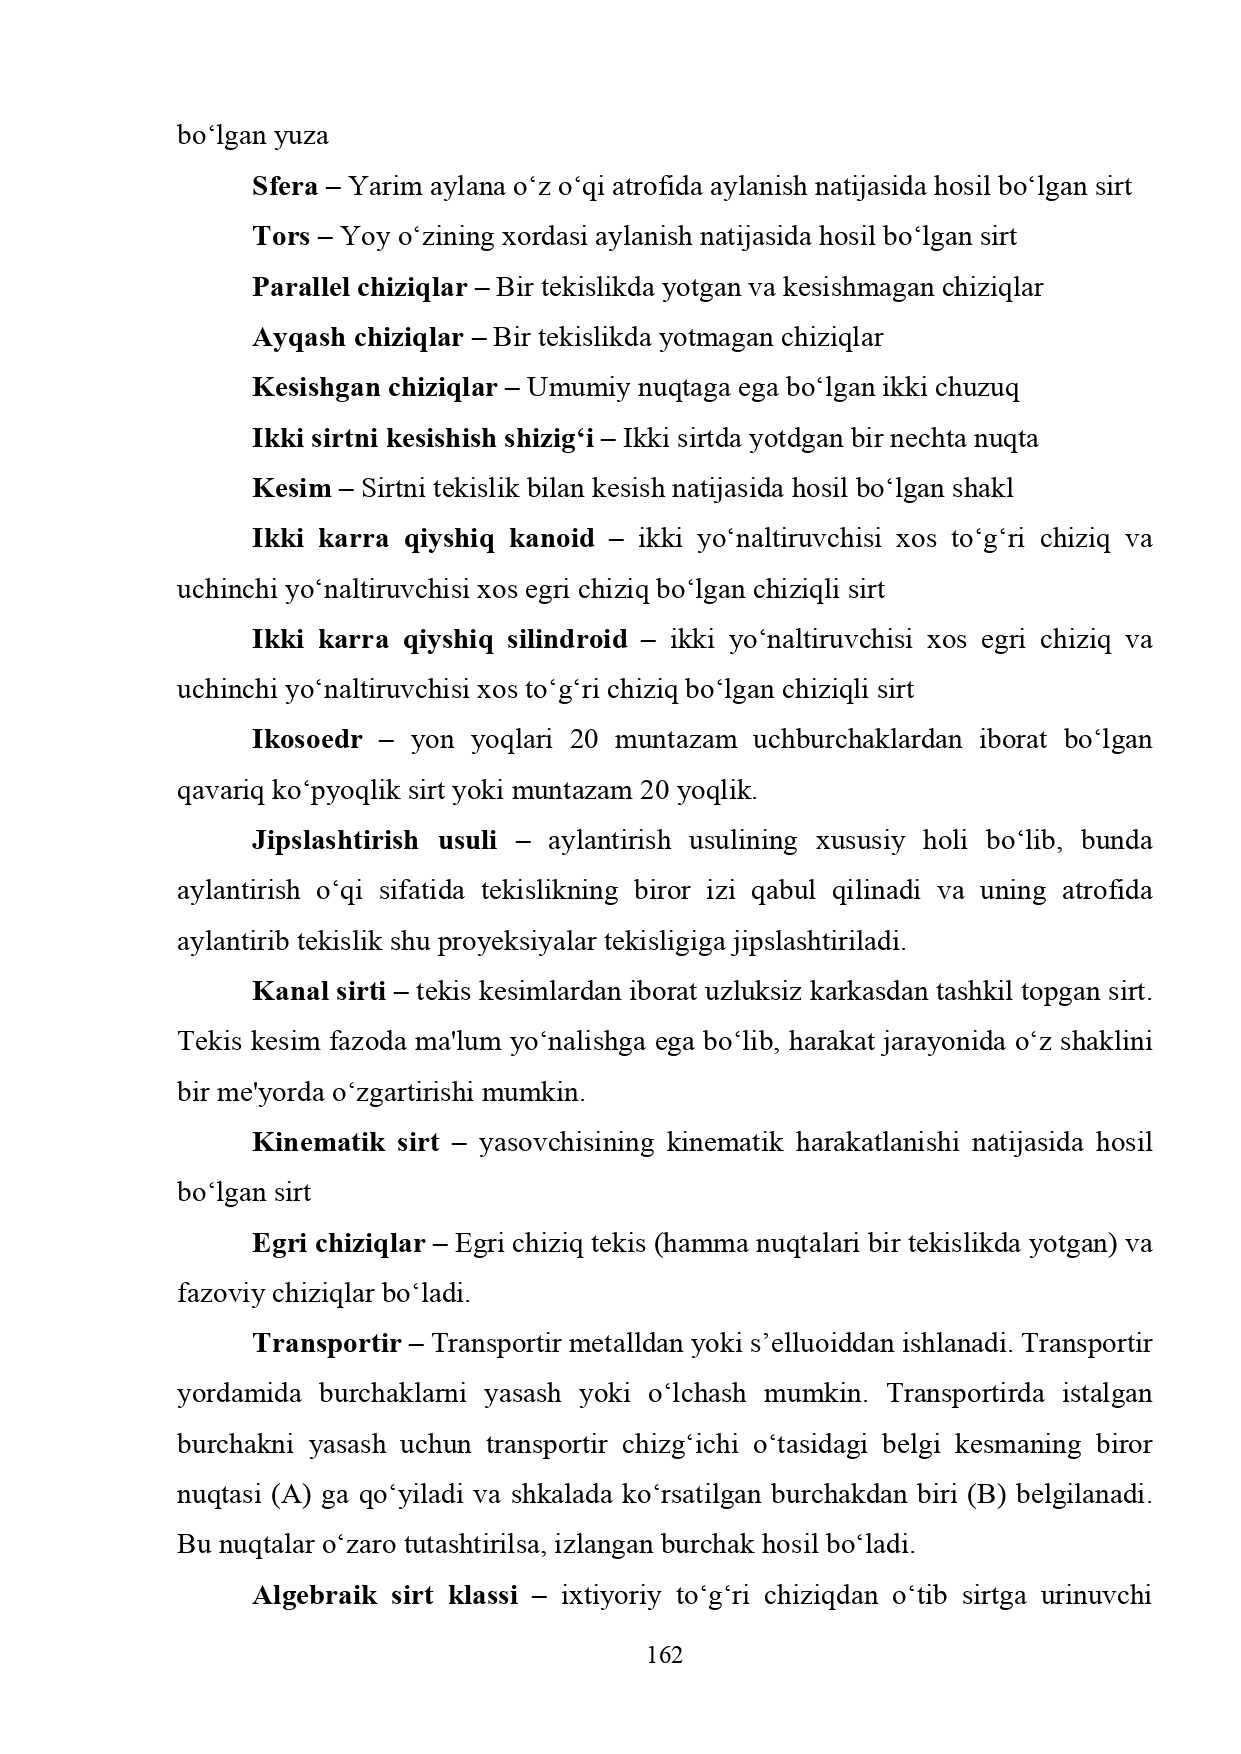 bo‘lgan yuza
Sfera – Yarim aylana o‘z o‘qi atrofida aylanish natijasida hosil bo‘lgan sirt
Tors – Yoy o‘zining xordasi aylanish natijasida hosil bo‘lgan sirt
Parallel chiziqlar – Bir tekislikda yotgan va kesishmagan chiziqlar
Ayqash chiziqlar – Bir tekislikda yotmagan chiziqlar
Kesishgan chiziqlar – Umumiy nuqtaga ega bo‘lgan ikki chuzuq
Ikki sirtni kesishish shizig‘i – Ikki sirtda yotdgan bir nechta nuqta
Kesim – Sirtni tekislik bilan kesish natijasida hosil bo‘lgan shakl
Ikki karra qiyshiq kanoid – ikki yo‘naltiruvchisi xos to‘g‘ri chiziq va
uchinchi yo‘naltiruvchisi xos egri chiziq bo‘lgan chiziqli sirt
Ikki karra qiyshiq silindroid – ikki yo‘naltiruvchisi xos egri chiziq va
uchinchi yo‘naltiruvchisi xos to‘g‘ri chiziq bo‘lgan chiziqli sirt
Ikosoedr – yon yoqlari 20 muntazam uchburchaklardan iborat bo‘lgan
qavariq ko‘pyoqlik sirt yoki muntazam 20 yoqlik.
Jipslashtirish usuli – aylantirish usulining xususiy holi bo‘lib, bunda
aylantirish o‘qi sifatida tekislikning biror izi qabul qilinadi va uning atrofida
aylantirib tekislik shu proyeksiyalar tekisligiga jipslashtiriladi.
Kanal sirti – tekis kesimlardan iborat uzluksiz karkasdan tashkil topgan sirt.
Tekis kesim fazoda ma'lum yo‘nalishga ega bo‘lib, harakat jarayonida o‘z shaklini
bir me'yorda o‘zgartirishi mumkin.
Kinematik sirt – yasovchisining kinematik harakatlanishi natijasida hosil
bo‘lgan sirt
Egri chiziqlar – Egri chiziq tekis (hamma nuqtalari bir tekislikda yotgan) va
fazoviy chiziqlar bo‘ladi.
Transportir – Transportir metalldan yoki s’elluoiddan ishlanadi. Transportir
yordamida burchaklarni yasash yoki o‘lchash mumkin. Transportirda istalgan
burchakni yasash uchun transportir chizg‘ichi o‘tasidagi belgi kesmaning biror
nuqtasi (A) ga qo‘yiladi va shkalada ko‘rsatilgan burchakdan biri (B) belgilanadi.
Bu nuqtalar o‘zaro tutashtirilsa, izlangan burchak hosil bo‘ladi.
Algebraik sirt klassi – ixtiyoriy to‘g‘ri chiziqdan o‘tib sirtga urinuvchi
162